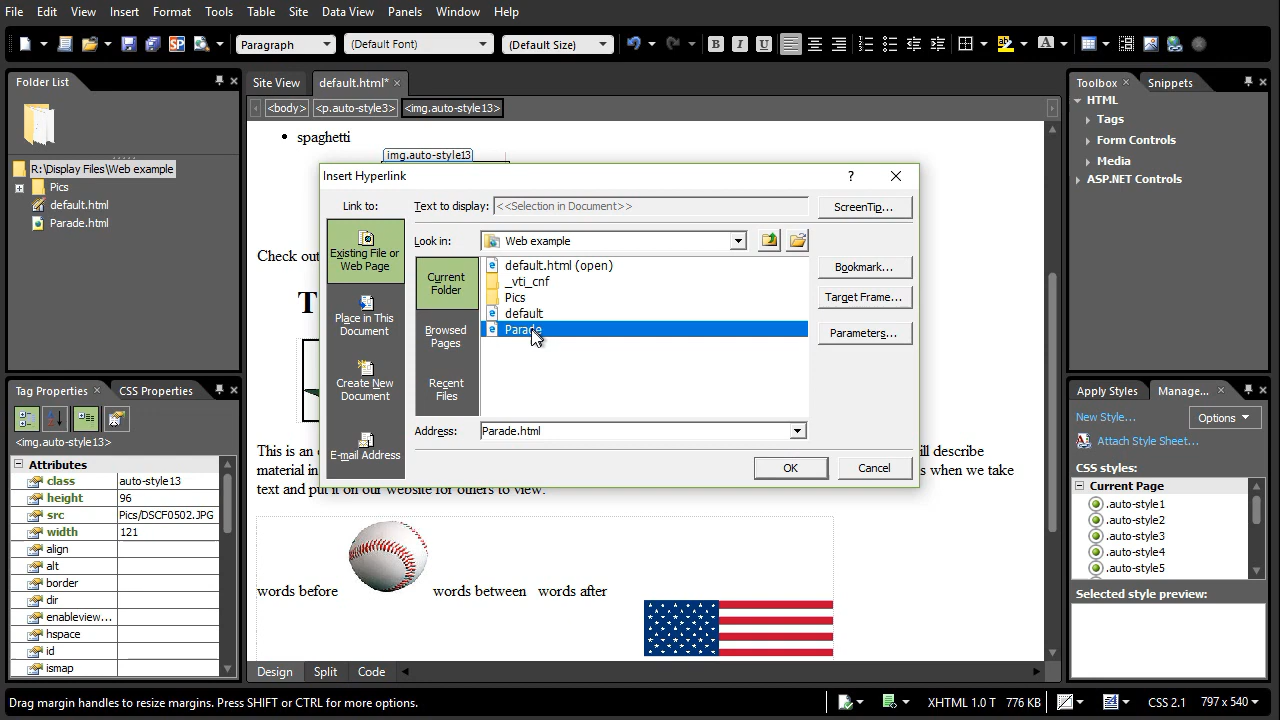 File Edit View Insert Format Tools Table Site Data View Panels Window Help
Paragraph (Default Font) (Default Size) B I U
Folder List
R:\Display Files\Web example
Pics
default.html
Parade.html
Site View default.html*
<body> <p.auto-style3> <img.auto-style13>
spaghetti
img.auto-style13
Check out
T
This is an
ill describe
material in
s when we take
text and put it on our website for others to view.
words before words between words after
Design Split Code
Insert Hyperlink
Link to:
Text to display: <<Selection in Document>> ScreenTip...
Existing File or
Web Page
Place in This
Document
Create New
Document
E-mail Address
Look in: Web example
Current
Folder
Browsed
Pages
Recent
Files
default.html (open)
_vti_cnf
Pics
default
Parade
Bookmark...
Target Frame...
Parameters...
Address: Parade.html
OK Cancel
Tag Properties CSS Properties
<img.auto-style13>
Attributes
class auto-style13
height 96
src Pics/DSCF0502.JPG
width 121
align
alt
border
dir
enableview...
hspace
id
ismap
Toolbox Snippets
HTML
Tags
Form Controls
Media
ASP.NET Controls
Apply Styles Manage...
New Style... Options
Attach Style Sheet...
CSS styles:
Current Page
.auto-style1
.auto-style2
.auto-style3
.auto-style4
.auto-style5
Selected style preview:
Drag margin handles to resize margins. Press SHIFT or CTRL for more options. XHTML 1.0 T 776 KB CSS 2.1 797 x 540